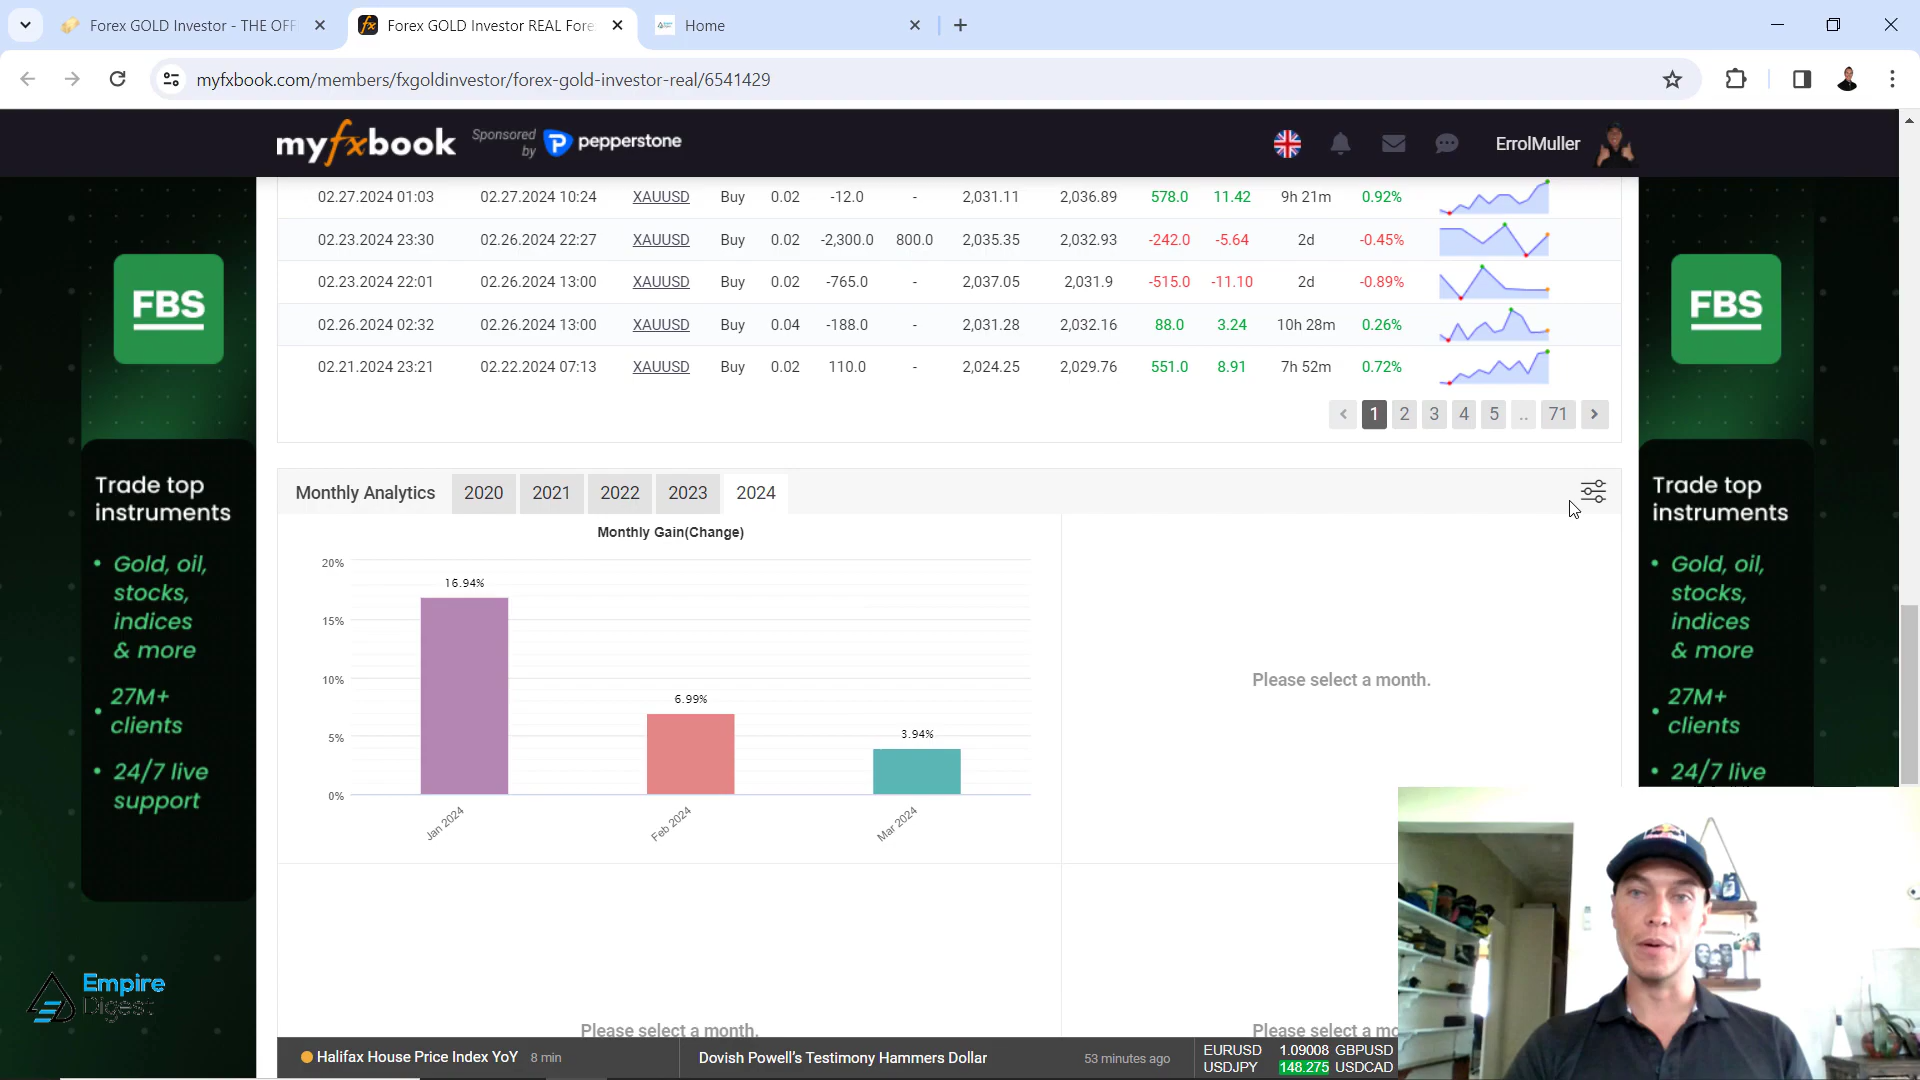 Forex GOLD Investor - THE OFF
Forex GOLD Investor REAL Fore
Home
myfxbook.com/members/fxgoldinvestor/forex-gold-investor-real/6541429
myfxbook
Sponsored
by
pepperstone
ErrolMuller
02.27.2024 01:03 02.27.2024 10:24 XAUUSD Buy 0.02 -12.0 - 2,031.11 2,036.89 578.0 11.42 9h 21m 0.92%
02.23.2024 23:30 02.26.2024 22:27 XAUUSD Buy 0.02 -2,300.0 800.0 2,035.35 2,032.93 -242.0 -5.64 2d -0.45%
02.23.2024 22:01 02.26.2024 13:00 XAUUSD Buy 0.02 -765.0 - 2,037.05 2,031.9 -515.0 -11.10 2d -0.89%
02.26.2024 02:32 02.26.2024 13:00 XAUUSD Buy 0.04 -188.0 - 2,031.28 2,032.16 88.0 3.24 10h 28m 0.26%
02.21.2024 23:21 02.22.2024 07:13 XAUUSD Buy 0.02 110.0 - 2,024.25 2,029.76 551.0 8.91 7h 52m 0.72%
1 2 3 4 5 .. 71
Monthly Analytics 2020 2021 2022 2023 2024
Monthly Gain(Change)
20%
15%
10%
5%
0%
16.94%
6.99%
3.94%
Jan 2024
Feb 2024
Mar 2024
Please select a month.
Please select a month.
Please select a mo
FBS
Trade top
instruments
• Gold, oil,
stocks,
indices
& more
• 27M+
clients
• 24/7 live
support
FBS
Trade top
instruments
• Gold, oil,
stocks,
indices
& more
• 27M+
clients
• 24/7 live
Empire
Digest
Halifax House Price Index YoY 8 min
Dovish Powell's Testimony Hammers Dollar 53 minutes ago
EURUSD 1.09008 GBPUSD
USDJPY 148.275 USDCAD